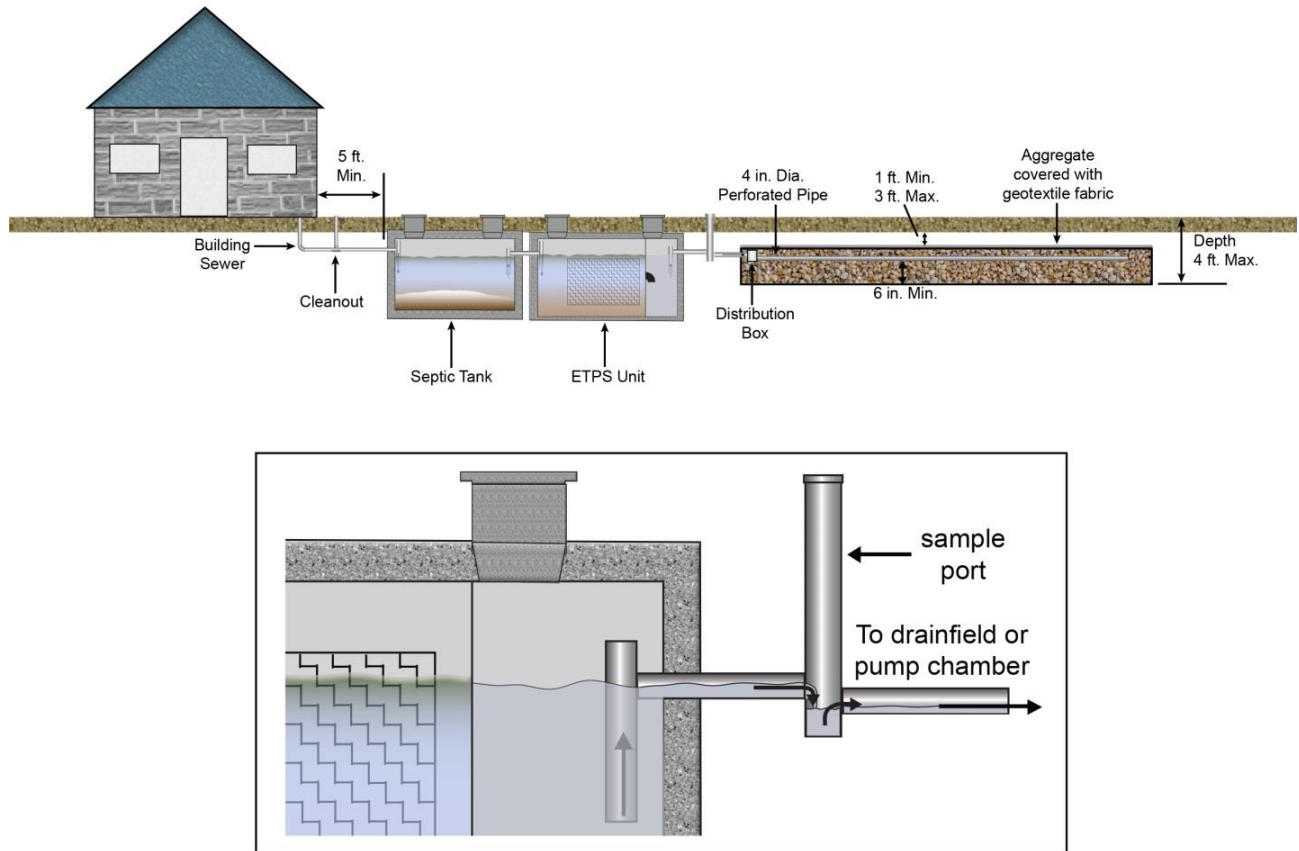 5 ft.
Min.
4 in. Dia.
Perforated Pipe
1 ft. Min.
3 ft. Max.
Aggregate
covered with
geotextile fabric
Building
Sewer
Depth
4 ft. Max.
Cleanout
6 in. Min.
Distribution
Box
Septic Tank
ETPS Unit
sample
port
To drainfield or
pump chamber